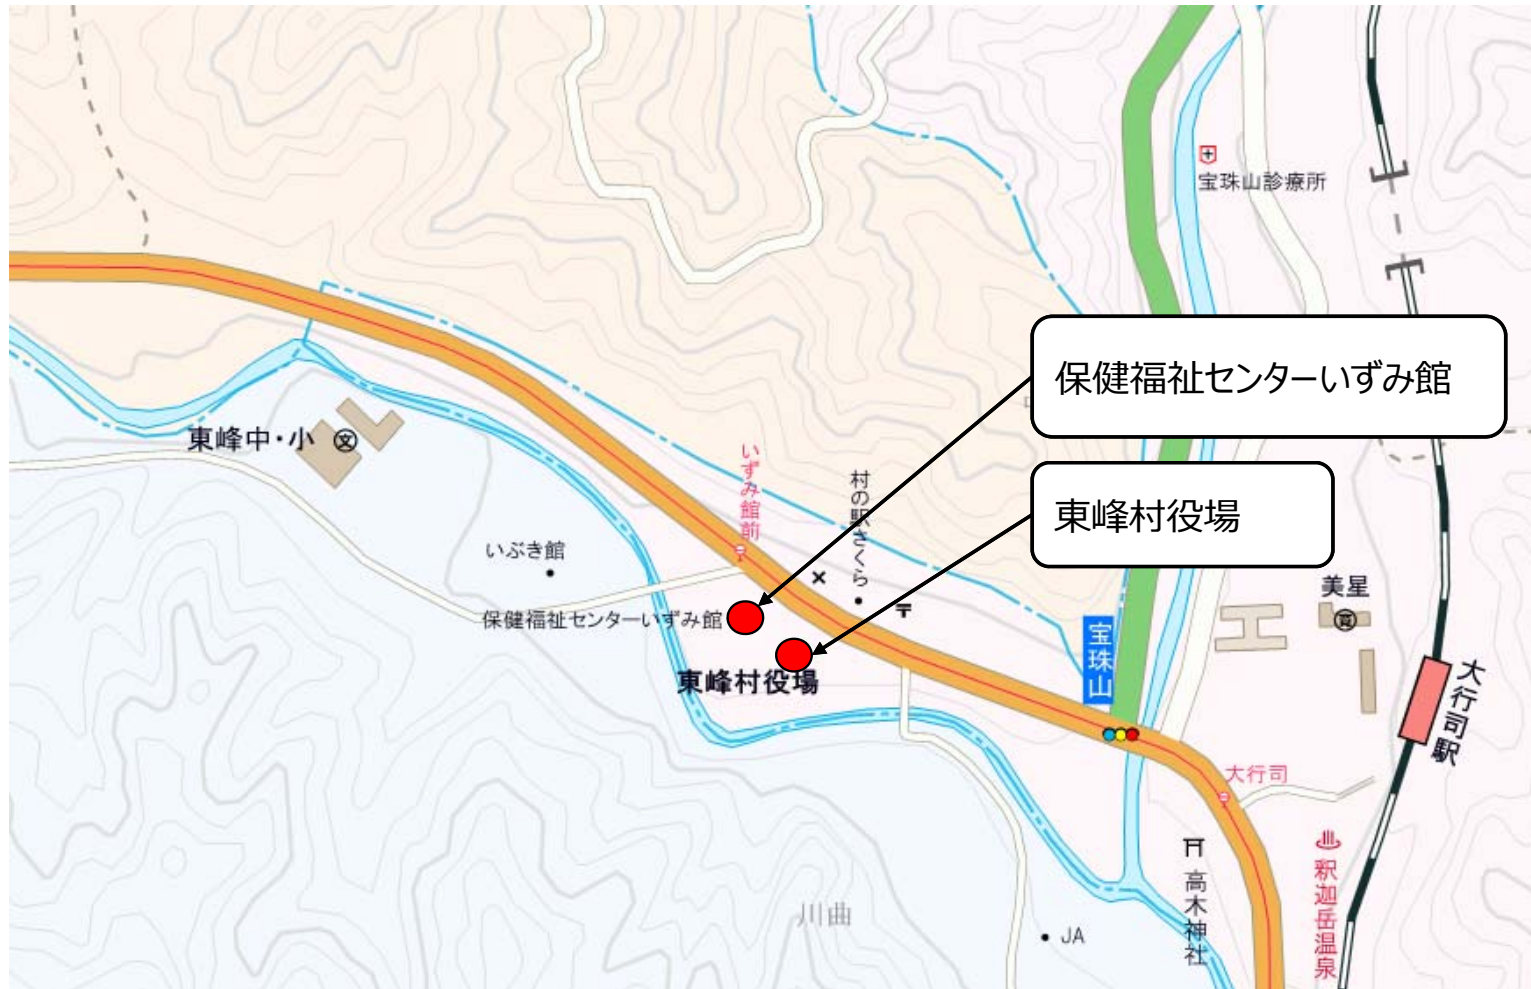 宝珠山診療所
保健福祉センターいずみ館
東峰中・小
文
いずみ館前
村の駅さくら
東峰村役場
いぶき館
美星
保健福祉センターいずみ館
宝珠山
東峰村役場
大行司駅
大行司
高木神社
釈迦岳温泉
川曲
JA